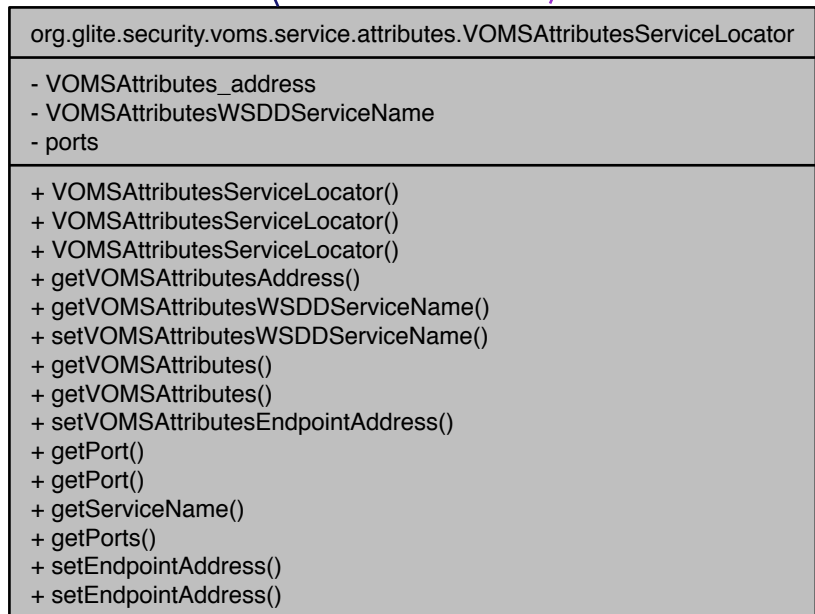 org.glite.security.voms.service.attributes.VOMSAttributesServiceLocator
- VOMSAttributes_address
- VOMSAttributesWSDDServiceName
- ports
+ VOMSAttributesServiceLocator()
+ VOMSAttributesServiceLocator()
+ VOMSAttributesServiceLocator()
+ getVOMSAttributesAddress()
+ getVOMSAttributesWSDDServiceName()
+ setVOMSAttributesWSDDServiceName()
+ getVOMSAttributes()
+ getVOMSAttributes()
+ setVOMSAttributesEndpointAddress()
+ getPort()
+ getPort()
+ getServiceName()
+ getPorts()
+ setEndpointAddress()
+ setEndpointAddress()